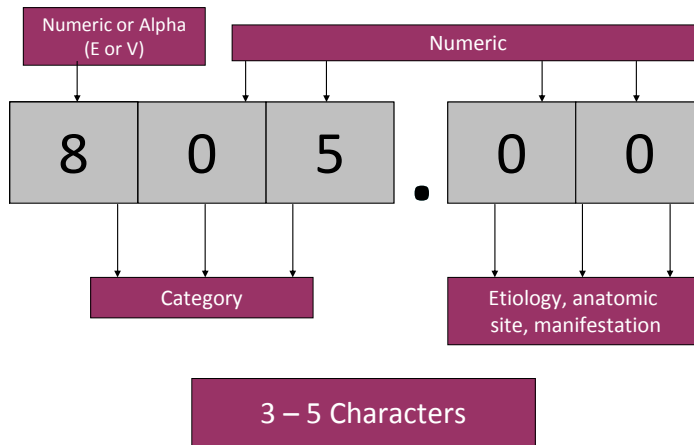 Numeric or Alpha
(E or V)
Numeric
8 0 5 . 0 0
Category
Etiology, anatomic
site, manifestation
3 – 5 Characters